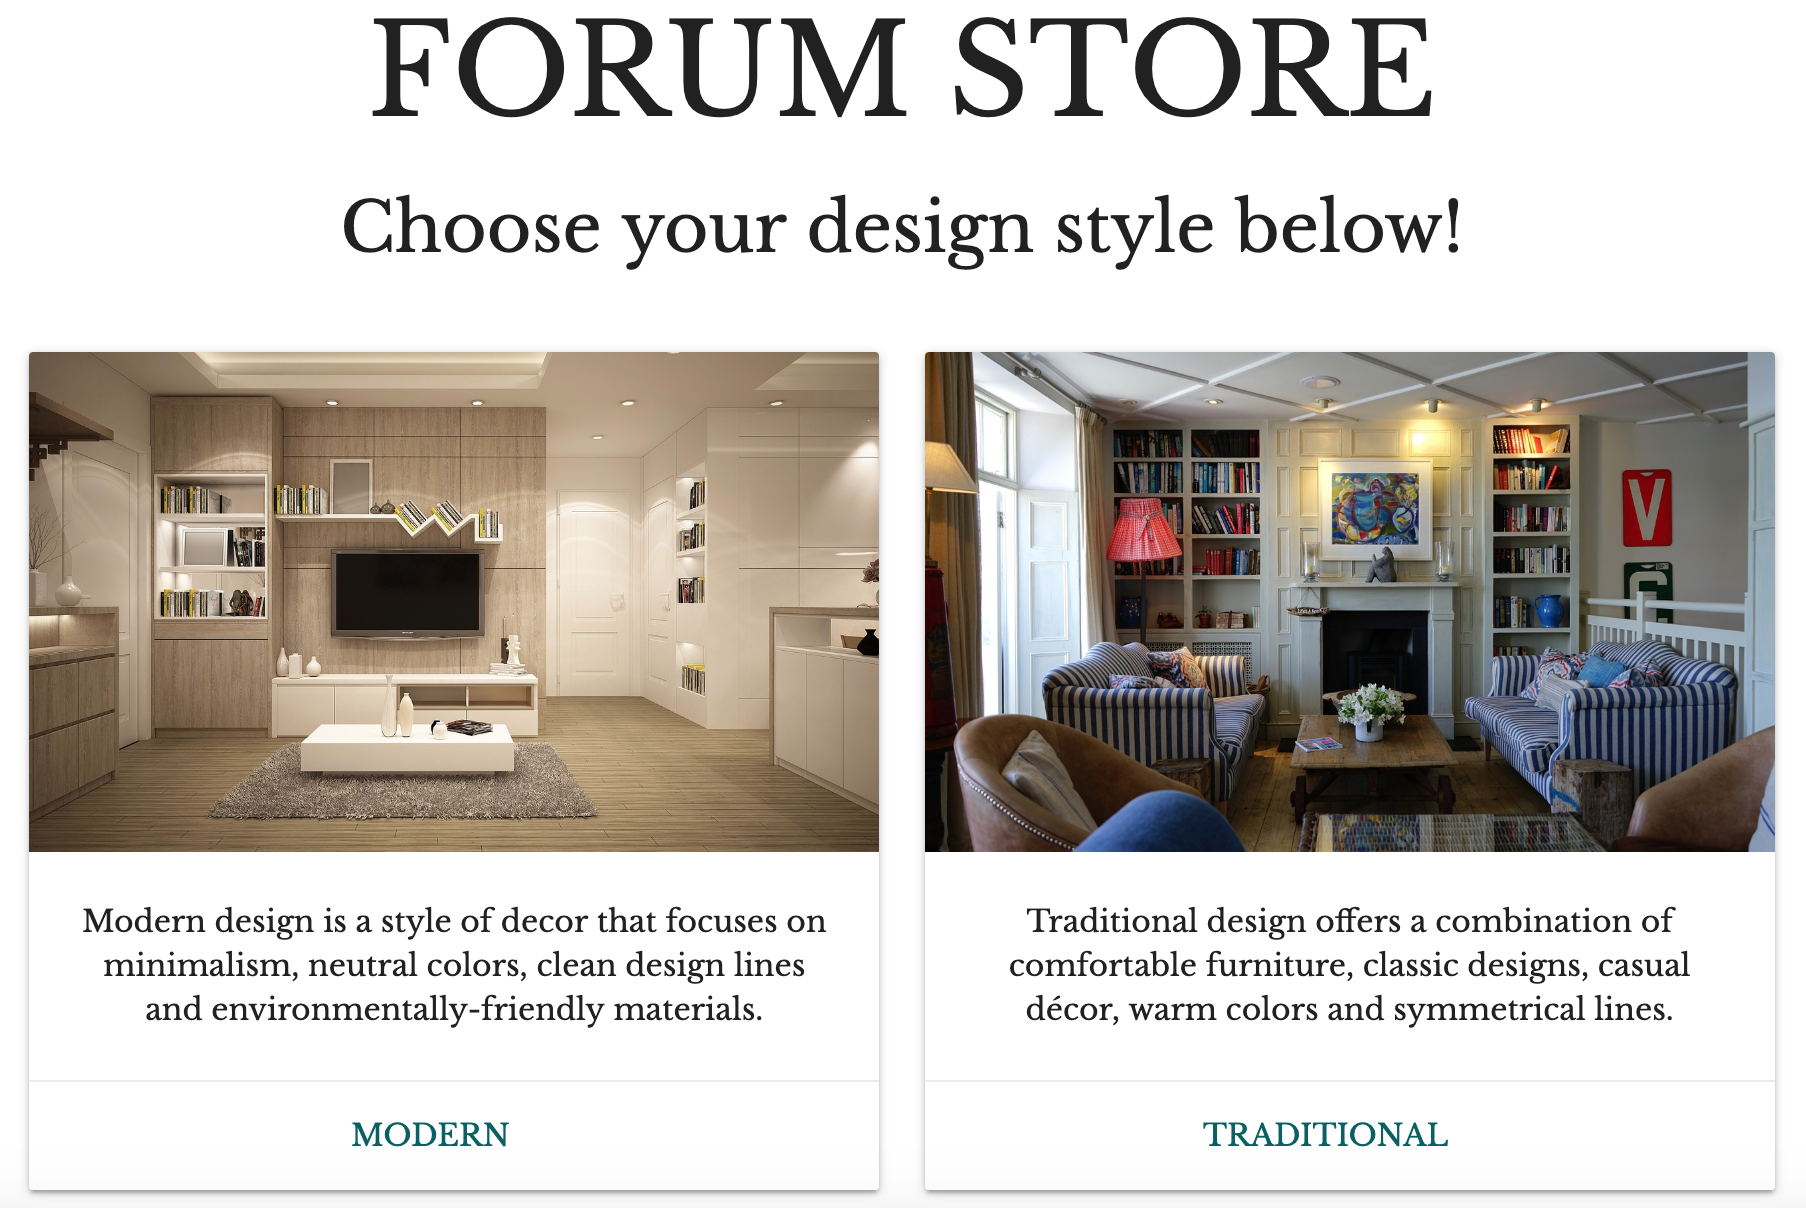 FORUM STORE
Choose your design style below!
V
Modern design is a style of decor that focuses on
minimalism, neutral colors, clean design lines
and environmentally-friendly materials.
MODERN
Traditional design offers a combination of
comfortable furniture, classic designs, casual
décor, warm colors and symmetrical lines.
TRADITIONAL